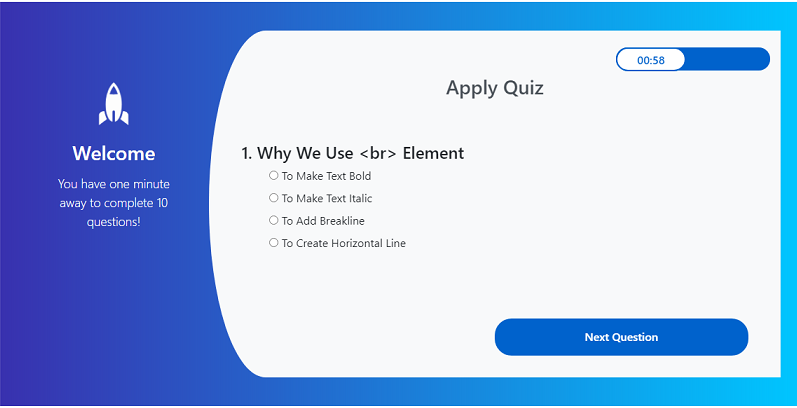 00:58
Apply Quiz
Welcome
You have one minute
away to complete 10
questions!
1. Why We Use <br> Element
To Make Text Bold
To Make Text Italic
To Add Breakline
To Create Horizontal Line
Next Question